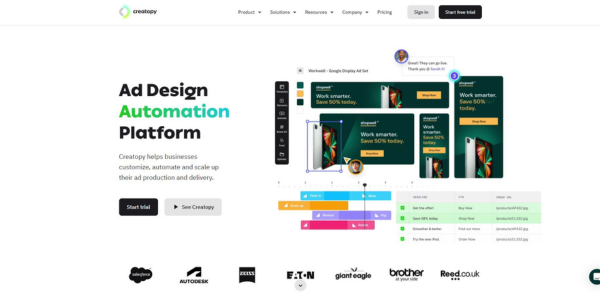 creatopy
Product
Solutions
Resources
Company
Pricing
Sign in
Start free trial
Ad Design
Automation
Platform
Creatopy helps businesses
customize, automate and scale up
their ad production and delivery.
Start trial
See Creatopy
Great! They can go live.
Thank you @
Workwell - Google Display Ad Set
Work smarter.
Save 50% today.
Shop Now
Work smarter.
Save 50% today.
Shop Now
Work smarter.
Save 50%
today.
Shop Now
Work
smarter.
Save 50%
today.
Shop Now
Get the offer!
Buy Now
Save 50% today.
Shop Now
Smoother & better.
Find out more
Try the new iPad.
Order Now
salesforce
AUTODESK
ZEISS
EATON
giant eagle
brother
at your side
Reed.co.uk